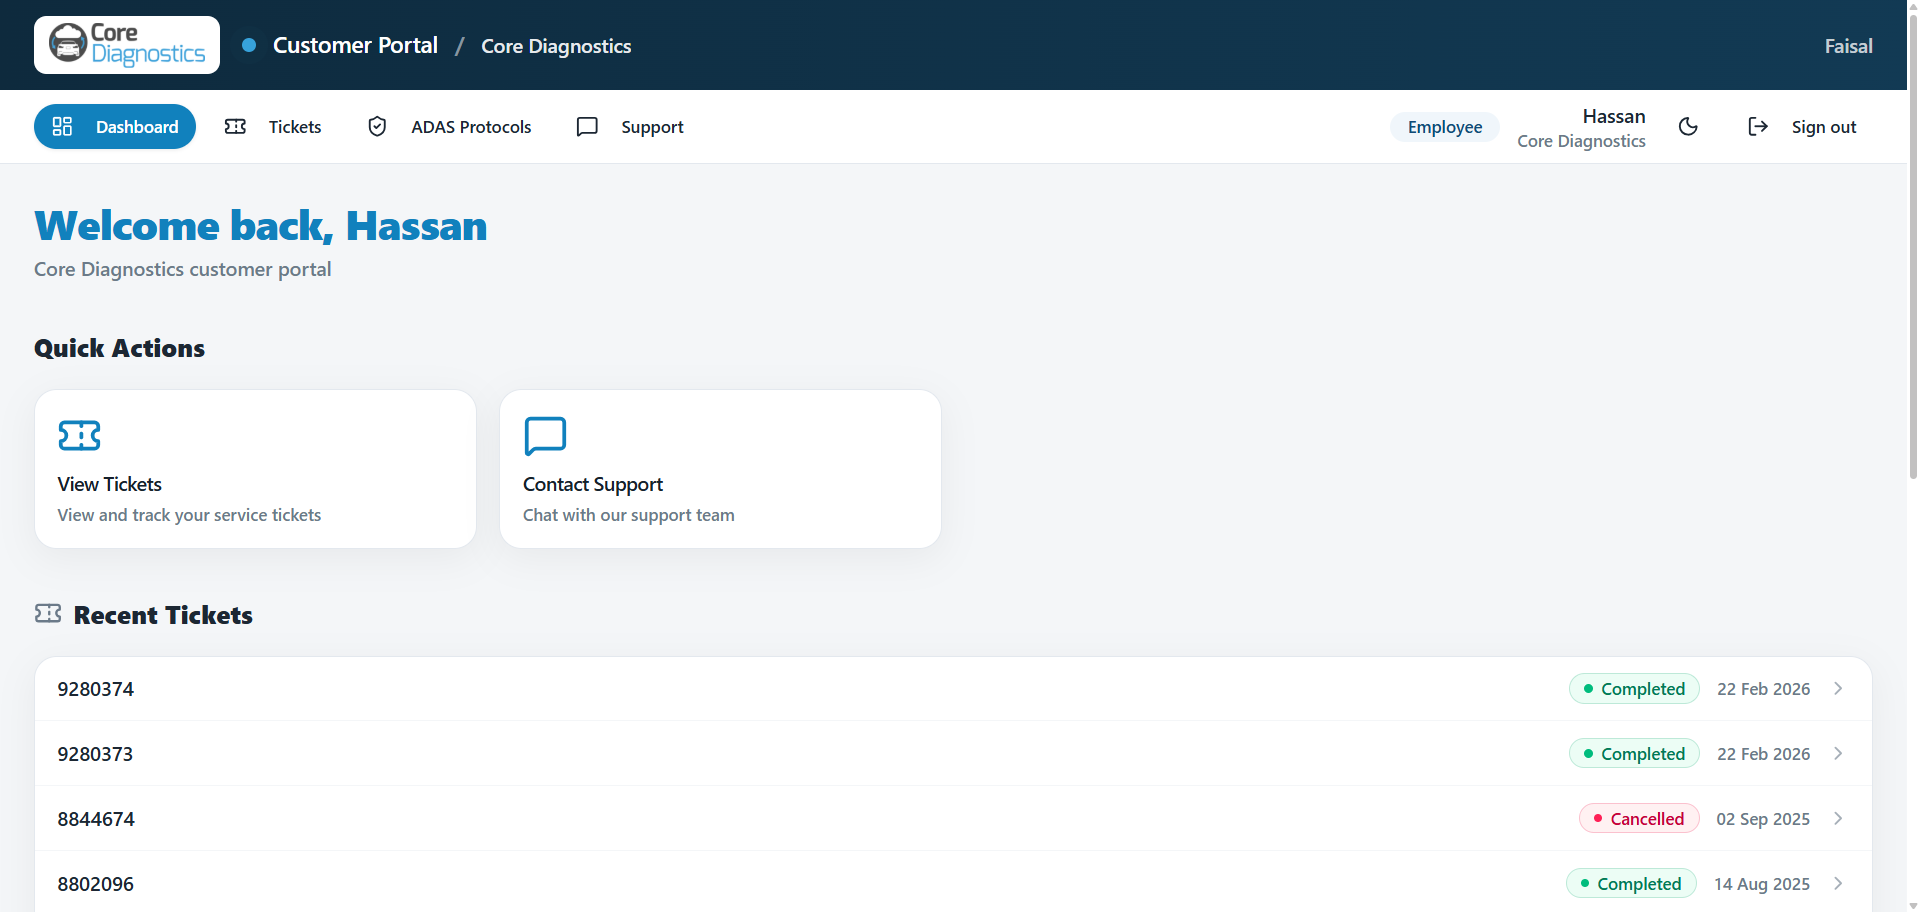 Core
Diagnostics
Customer Portal / Core Diagnostics
Faisal
Dashboard
Tickets
ADAS Protocols
Support
Employee
Hassan
Core Diagnostics
Sign out
Welcome back, Hassan
Core Diagnostics customer portal
Quick Actions
View Tickets
View and track your service tickets
Contact Support
Chat with our support team
Recent Tickets
9280374 Completed 22 Feb 2026
9280373 Completed 22 Feb 2026
8844674 Cancelled 02 Sep 2025
8802096 Completed 14 Aug 2025